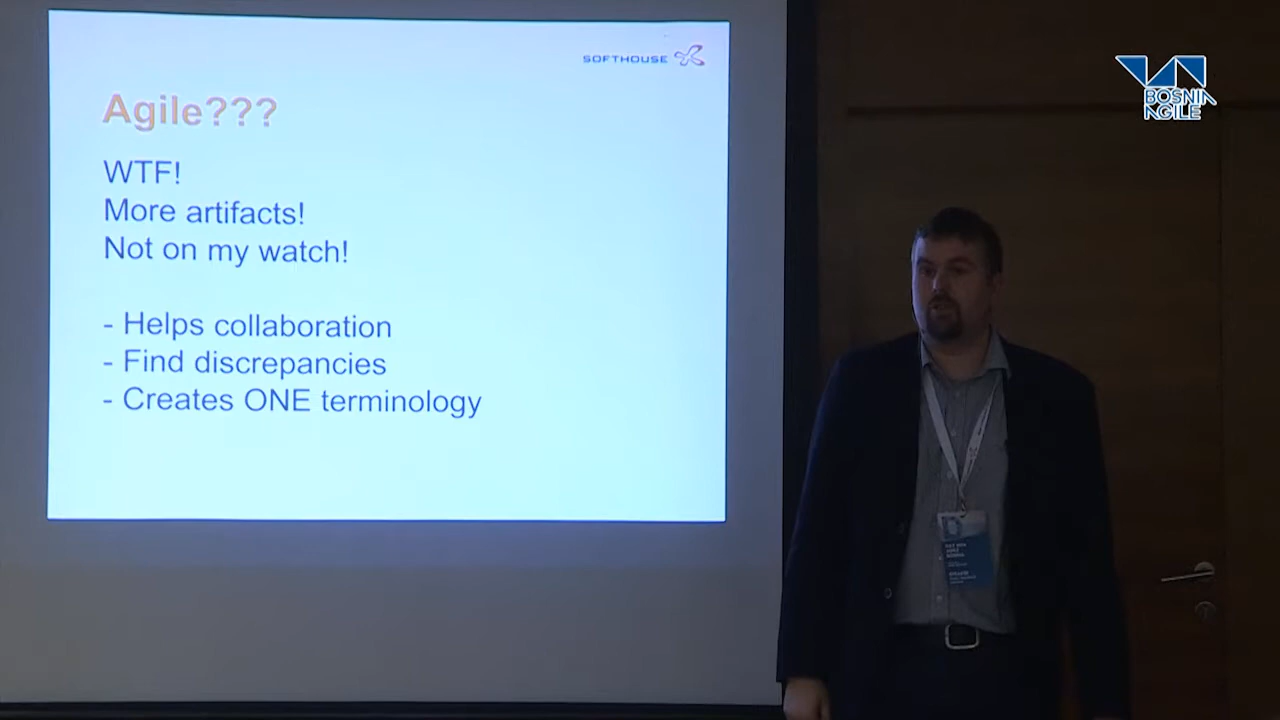 SOFTHOUSE
Agile???
WTF!
More artifacts!
Not on my watch!
- Helps collaboration
- Find discrepancies
- Creates ONE terminology
BOSNIA
AGILE